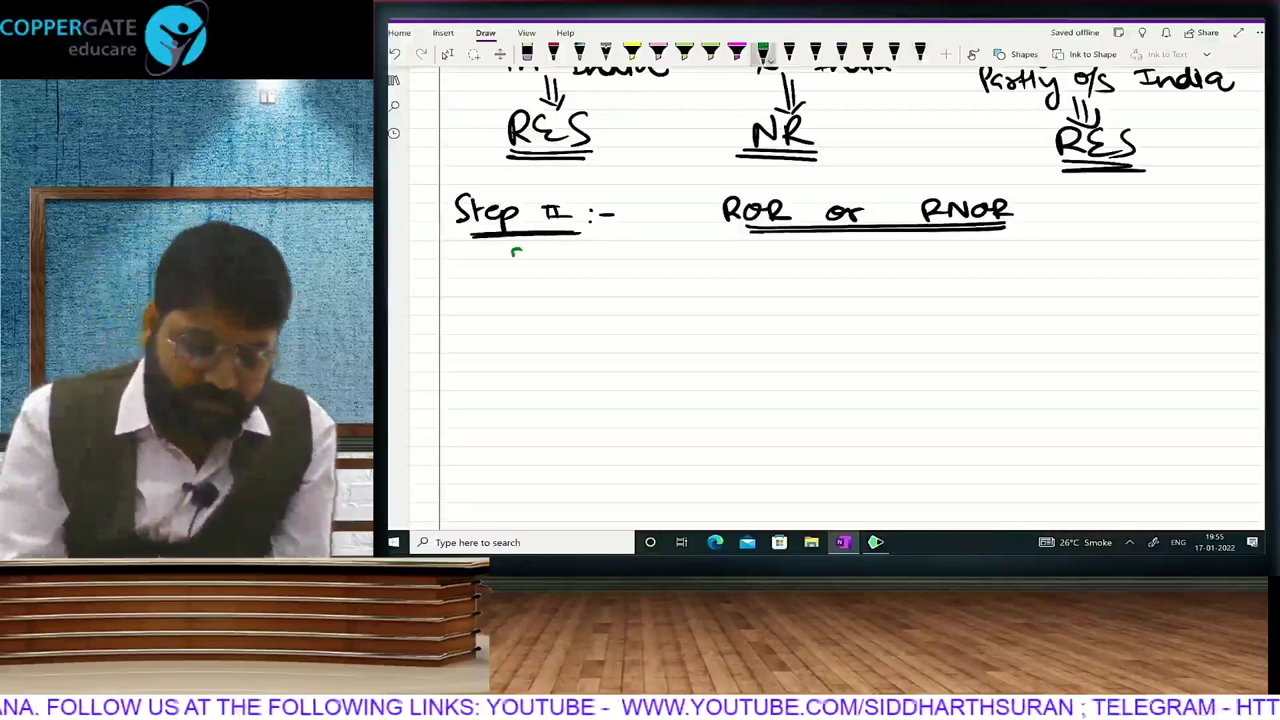 COPPERGATE
educare
Home Insert Draw View Help
Saved offline
Share
Shapes
Ink to Shape
Ink to Text
India
Partly o/s India
RES
NR
RES
Step II :-
ROR or RNOR
Type here to search
26°C Smoke
ENG
19:55
17-01-2022
ANA. FOLLOW US AT THE FOLLOWING LINKS: YOUTUBE - WWW.YOUTUBE.COM/SIDDHARTHSURAN ; TELEGRAM - HTT